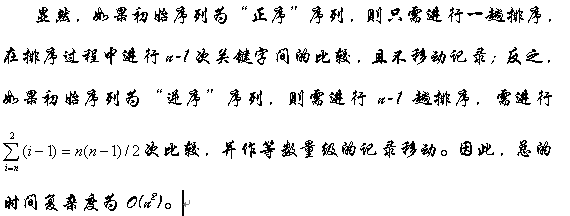 显然，如果初始序列为“正序”序列，则只需进行一趟排序，
在排序过程中进行 n-1 次关键字间的比较，且不移动记录；反之，
如果初始序列为“逆序”序列，则需进行 n-1 趟排序，需进行
$\sum_{i=n}^{2}(i-1)=n(n-1)/2$ 次比较，并作等数量级的记录移动。因此，总的
时间复杂度为 O(n²)。